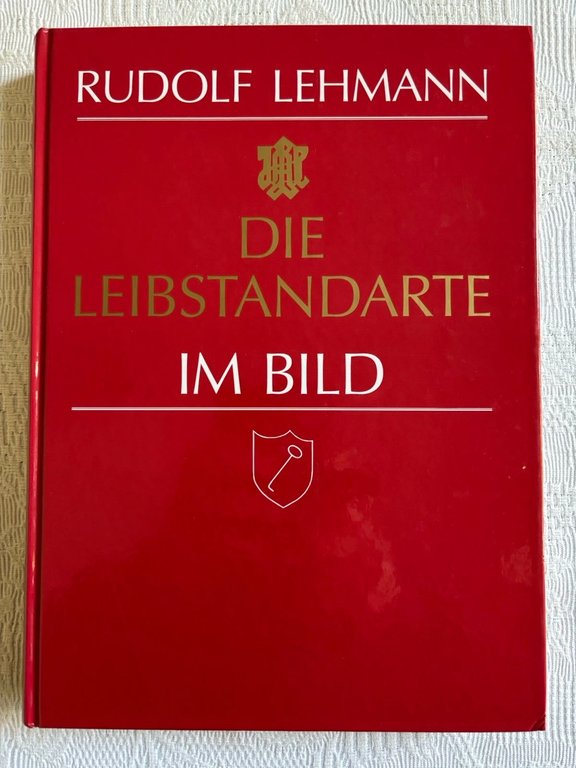 RUDOLF LEHMANN
DIE
LEIBSTANDARTE
IM BILD